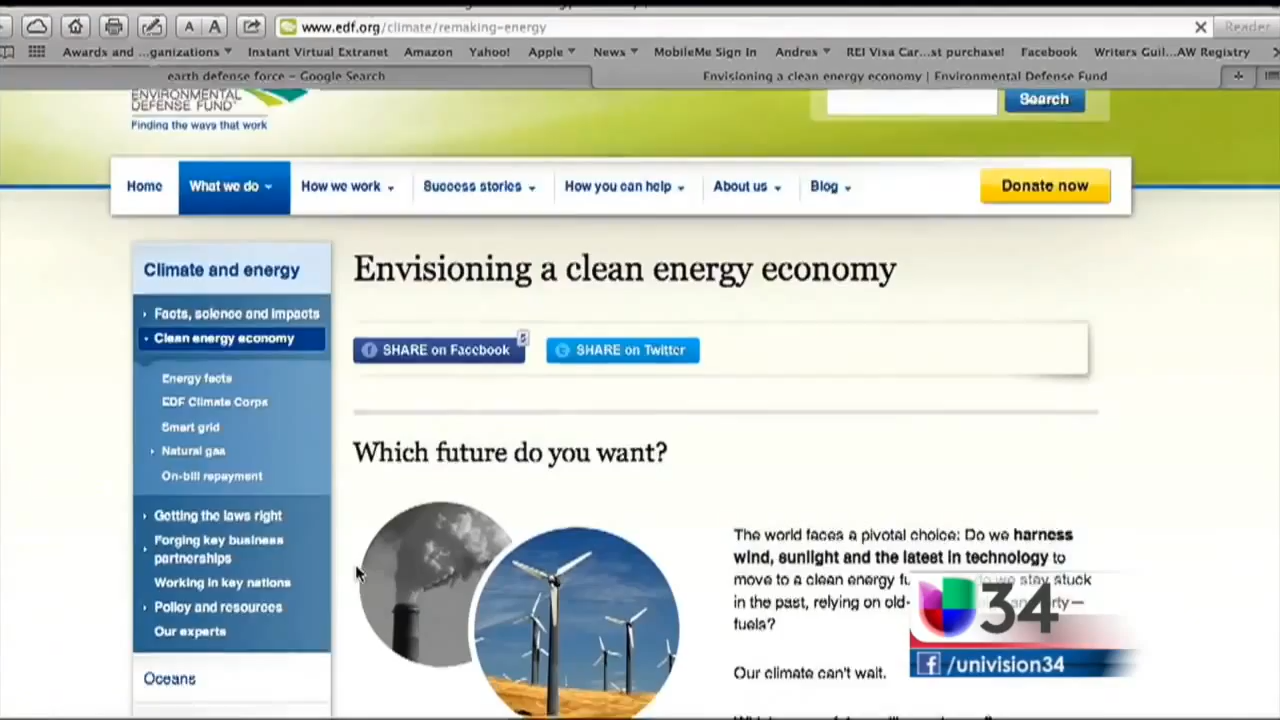 www.edf.org/climate/remaking-energy
Reader
Awards and ...ganizations
Instant Virtual Extranet
Amazon
Yahoo!
Apple
News
MobileMe Sign In
Andres
REI Visa Car...st purchase!
Facebook
Writers Guil...AW Registry
earth defense force – Google Search
Envisioning a clean energy economy | Environmental Defense Fund
ENVIRONMENTAL
DEFENSE FUND
Finding the ways that work
Search
Home
What we do
How we work
Success stories
How you can help
About us
Blog
Donate now
Climate and energy
Facts, science and impacts
Clean energy economy
Energy facts
EDF Climate Corps
Smart grid
Natural gas
On-bill repayment
Getting the laws right
Forging key business
partnerships
Working in key nations
Policy and resources
Our experts
Oceans
Envisioning a clean energy economy
SHARE on Facebook
5
SHARE on Twitter
Which future do you want?
The world faces a pivotal choice: Do we harness
wind, sunlight and the latest in technology to
move to a clean energy fu do we stay stuck
in the past, relying on old- rty—
fuels?
Our climate can't wait.
34
/univision34